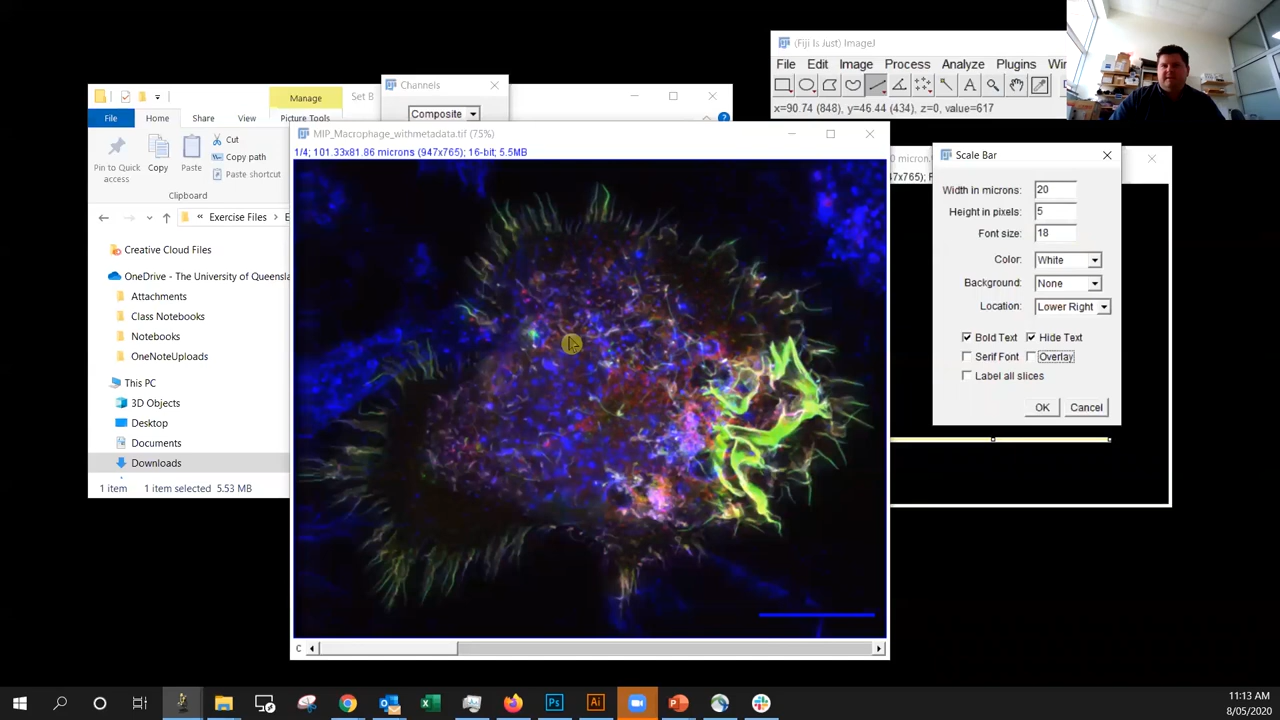 (Fiji Is Just) ImageJ
File Edit Image Process Analyze Plugins
x=90.74 (848), y=46.44 (434), z=0, value=617
Channels
Composite
Manage
Set B
File Home Share View Picture Tools
Pin to Quick access
Copy
Paste
Cut
Copy path
Paste shortcut
Clipboard
« Exercise Files ›
Creative Cloud Files
OneDrive - The University of Queensla
Attachments
Class Notebooks
Notebooks
OneNoteUploads
This PC
3D Objects
Desktop
Documents
Downloads
1 item 1 item selected 5.53 MB
MIP_Macrophage_withmetadata.tif (75%)
1/4; 101.33x81.86 microns (947x765); 16-bit; 5.5MB
C
Scale Bar
Width in microns: 20
Height in pixels: 5
Font size: 18
Color: White
Background: None
Location: Lower Right
Bold Text Hide Text
Serif Font Overlay
Label all slices
OK Cancel
11:13 AM
8/05/2020